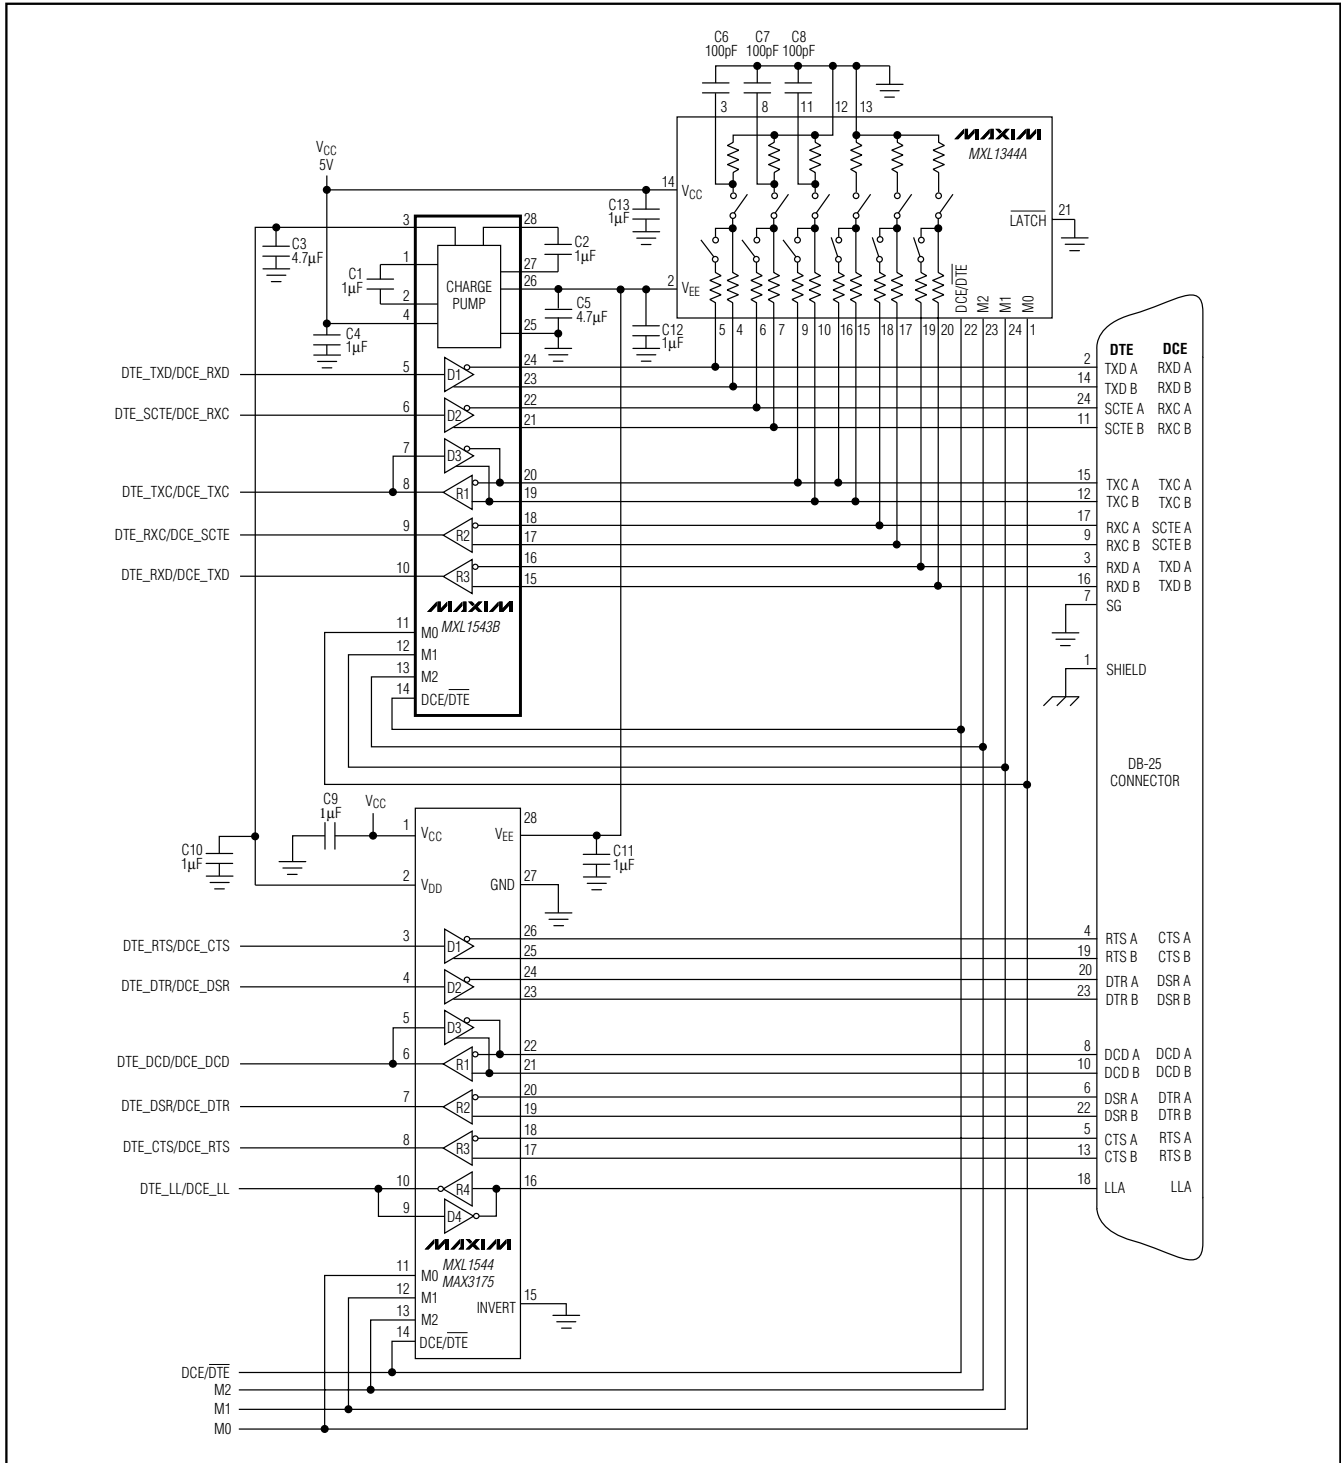 C6 C7 C8
100pF 100pF 100pF
3 8 11 12 13
MAXIM
MXL1344A
VCC
5V
14 VCC
C13
1µF
21
LATCH
3 28
C3
4.7µF
C2
1µF
1 27
C1
1µF
CHARGE
PUMP
26 2 VEE
2
C5
4.7µF
4 25
C4
1µF
C12
1µF
DCE/DTE M2 M1 M0
5 4 6 7 9 10 16 15 18 17 19 20 22 23 24 1
DTE DCE
DTE_TXD/DCE_RXD 5 D1 24 2 TXD A RXD A
23 14 TXD B RXD B
DTE_SCTE/DCE_RXC 6 D2 22 24 SCTE A RXC A
21 11 SCTE B RXC B
7 D3
20 15 TXC A TXC A
DTE_TXC/DCE_TXC 8 R1 19 12 TXC B TXC B
18 17 RXC A SCTE A
DTE_RXC/DCE_SCTE 9 R2 17 9 RXC B SCTE B
16 3 RXD A TXD A
DTE_RXD/DCE_TXD 10 R3 15 16 RXD B TXD B
7 SG
MAXIM
MXL1543B
11 M0
12 M1
13 M2
14 DCE/DTE
1 SHIELD
DB-25
CONNECTOR
C9
1µF
VCC
1 VCC VEE 28
C10
1µF
C11
1µF
2 VDD GND 27
DTE_RTS/DCE_CTS 3 D1 26 4 RTS A CTS A
25 19 RTS B CTS B
DTE_DTR/DCE_DSR 4 D2 24 20 DTR A DSR A
23 23 DTR B DSR B
5 D3
22 8 DCD A DCD A
DTE_DCD/DCE_DCD 6 R1 21 10 DCD B DCD B
20 6 DSR A DTR A
DTE_DSR/DCE_DTR 7 R2 19 22 DSR B DTR B
18 5 CTS A RTS A
DTE_CTS/DCE_RTS 8 R3 17 13 CTS B RTS B
DTE_LL/DCE_LL 10 R4 16 18 LLA LLA
9 D4
MAXIM
MXL1544
MAX3175
11 M0
12 M1
13 M2
14 DCE/DTE
INVERT 15
DCE/DTE
M2
M1
M0